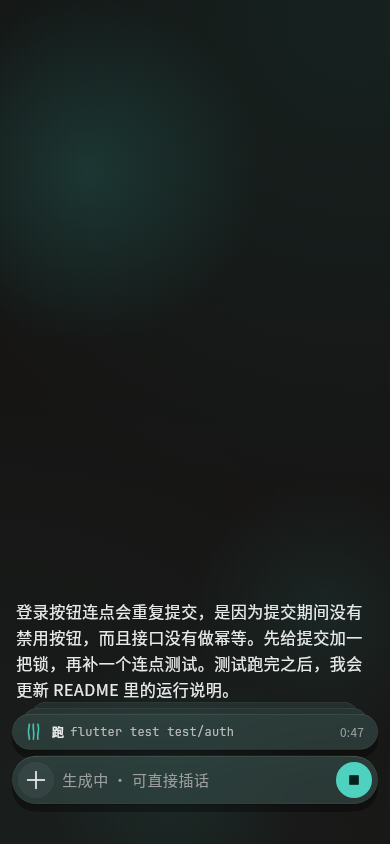 登录按钮连点会重复提交，是因为提交期间没有
禁用按钮，而且接口没有做幂等。先给提交加一
把锁，再补一个连点测试。测试跑完之后，我会
更新 README 里的运行说明。
跑 flutter test test/auth 0:47
生成中 · 可直接插话